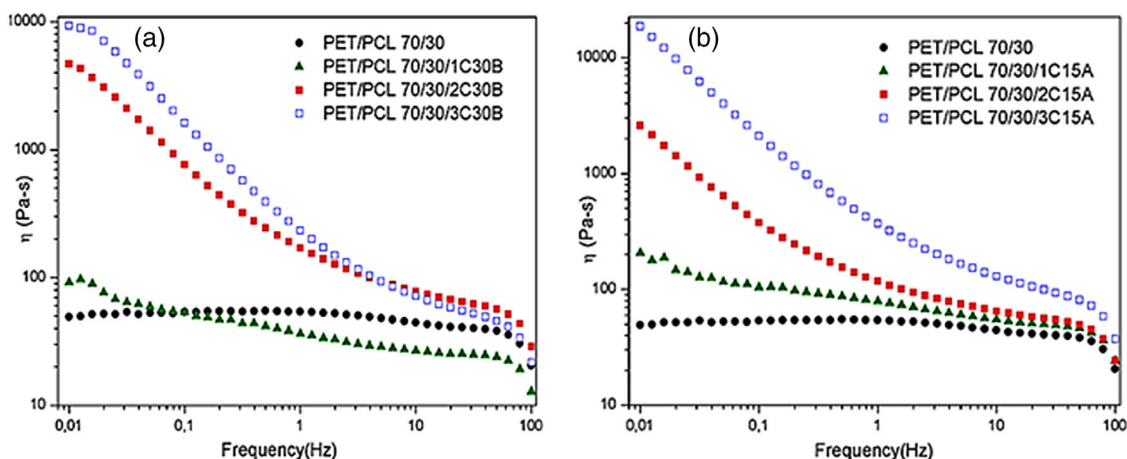 (a)
PET/PCL 70/30
PET/PCL 70/30/1C30B
PET/PCL 70/30/2C30B
PET/PCL 70/30/3C30B
10000
1000
100
10
η (Pa-s)
0,01 0,1 1 10 100
Frequency(Hz)
(b)
PET/PCL 70/30
PET/PCL 70/30/1C15A
PET/PCL 70/30/2C15A
PET/PCL 70/30/3C15A
10000
1000
100
10
η (Pa-s)
0,01 0,1 1 10 100
Frequency(Hz)